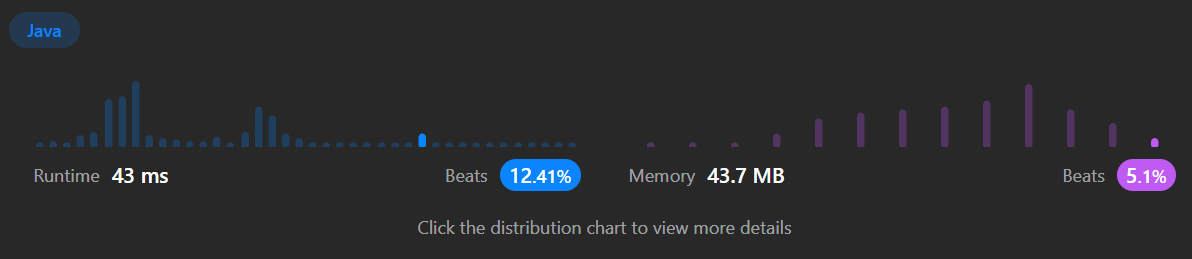 Java
Runtime 43 ms Beats 12.41% Memory 43.7 MB Beats 5.1%
Click the distribution chart to view more details